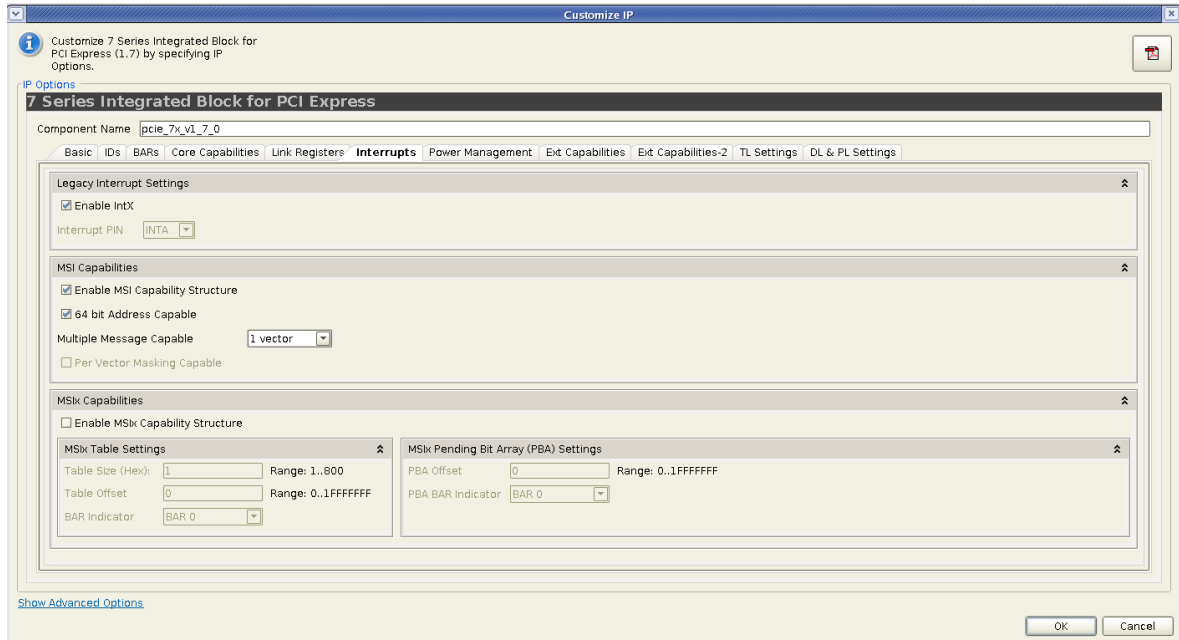 Customize IP
Customize 7 Series Integrated Block for
PCI Express (1.7) by specifying IP
Options.
IP Options
7 Series Integrated Block for PCI Express
Component Name pcie_7x_v1_7_0
Basic IDs BARs Core Capabilities Link Registers Interrupts Power Management Ext Capabilities Ext Capabilities-2 TL Settings DL & PL Settings
Legacy Interrupt Settings
Enable IntX
Interrupt PIN INTA
MSI Capabilities
Enable MSI Capability Structure
64 bit Address Capable
Multiple Message Capable 1 vector
Per Vector Masking Capable
MSIx Capabilities
Enable MSIx Capability Structure
MSIx Table Settings
Table Size (Hex): 1 Range: 1..800
Table Offset 0 Range: 0..1FFFFFFF
BAR Indicator BAR 0
MSIx Pending Bit Array (PBA) Settings
PBA Offset 0 Range: 0..1FFFFFFF
PBA BAR Indicator BAR 0
Show Advanced Options
OK Cancel